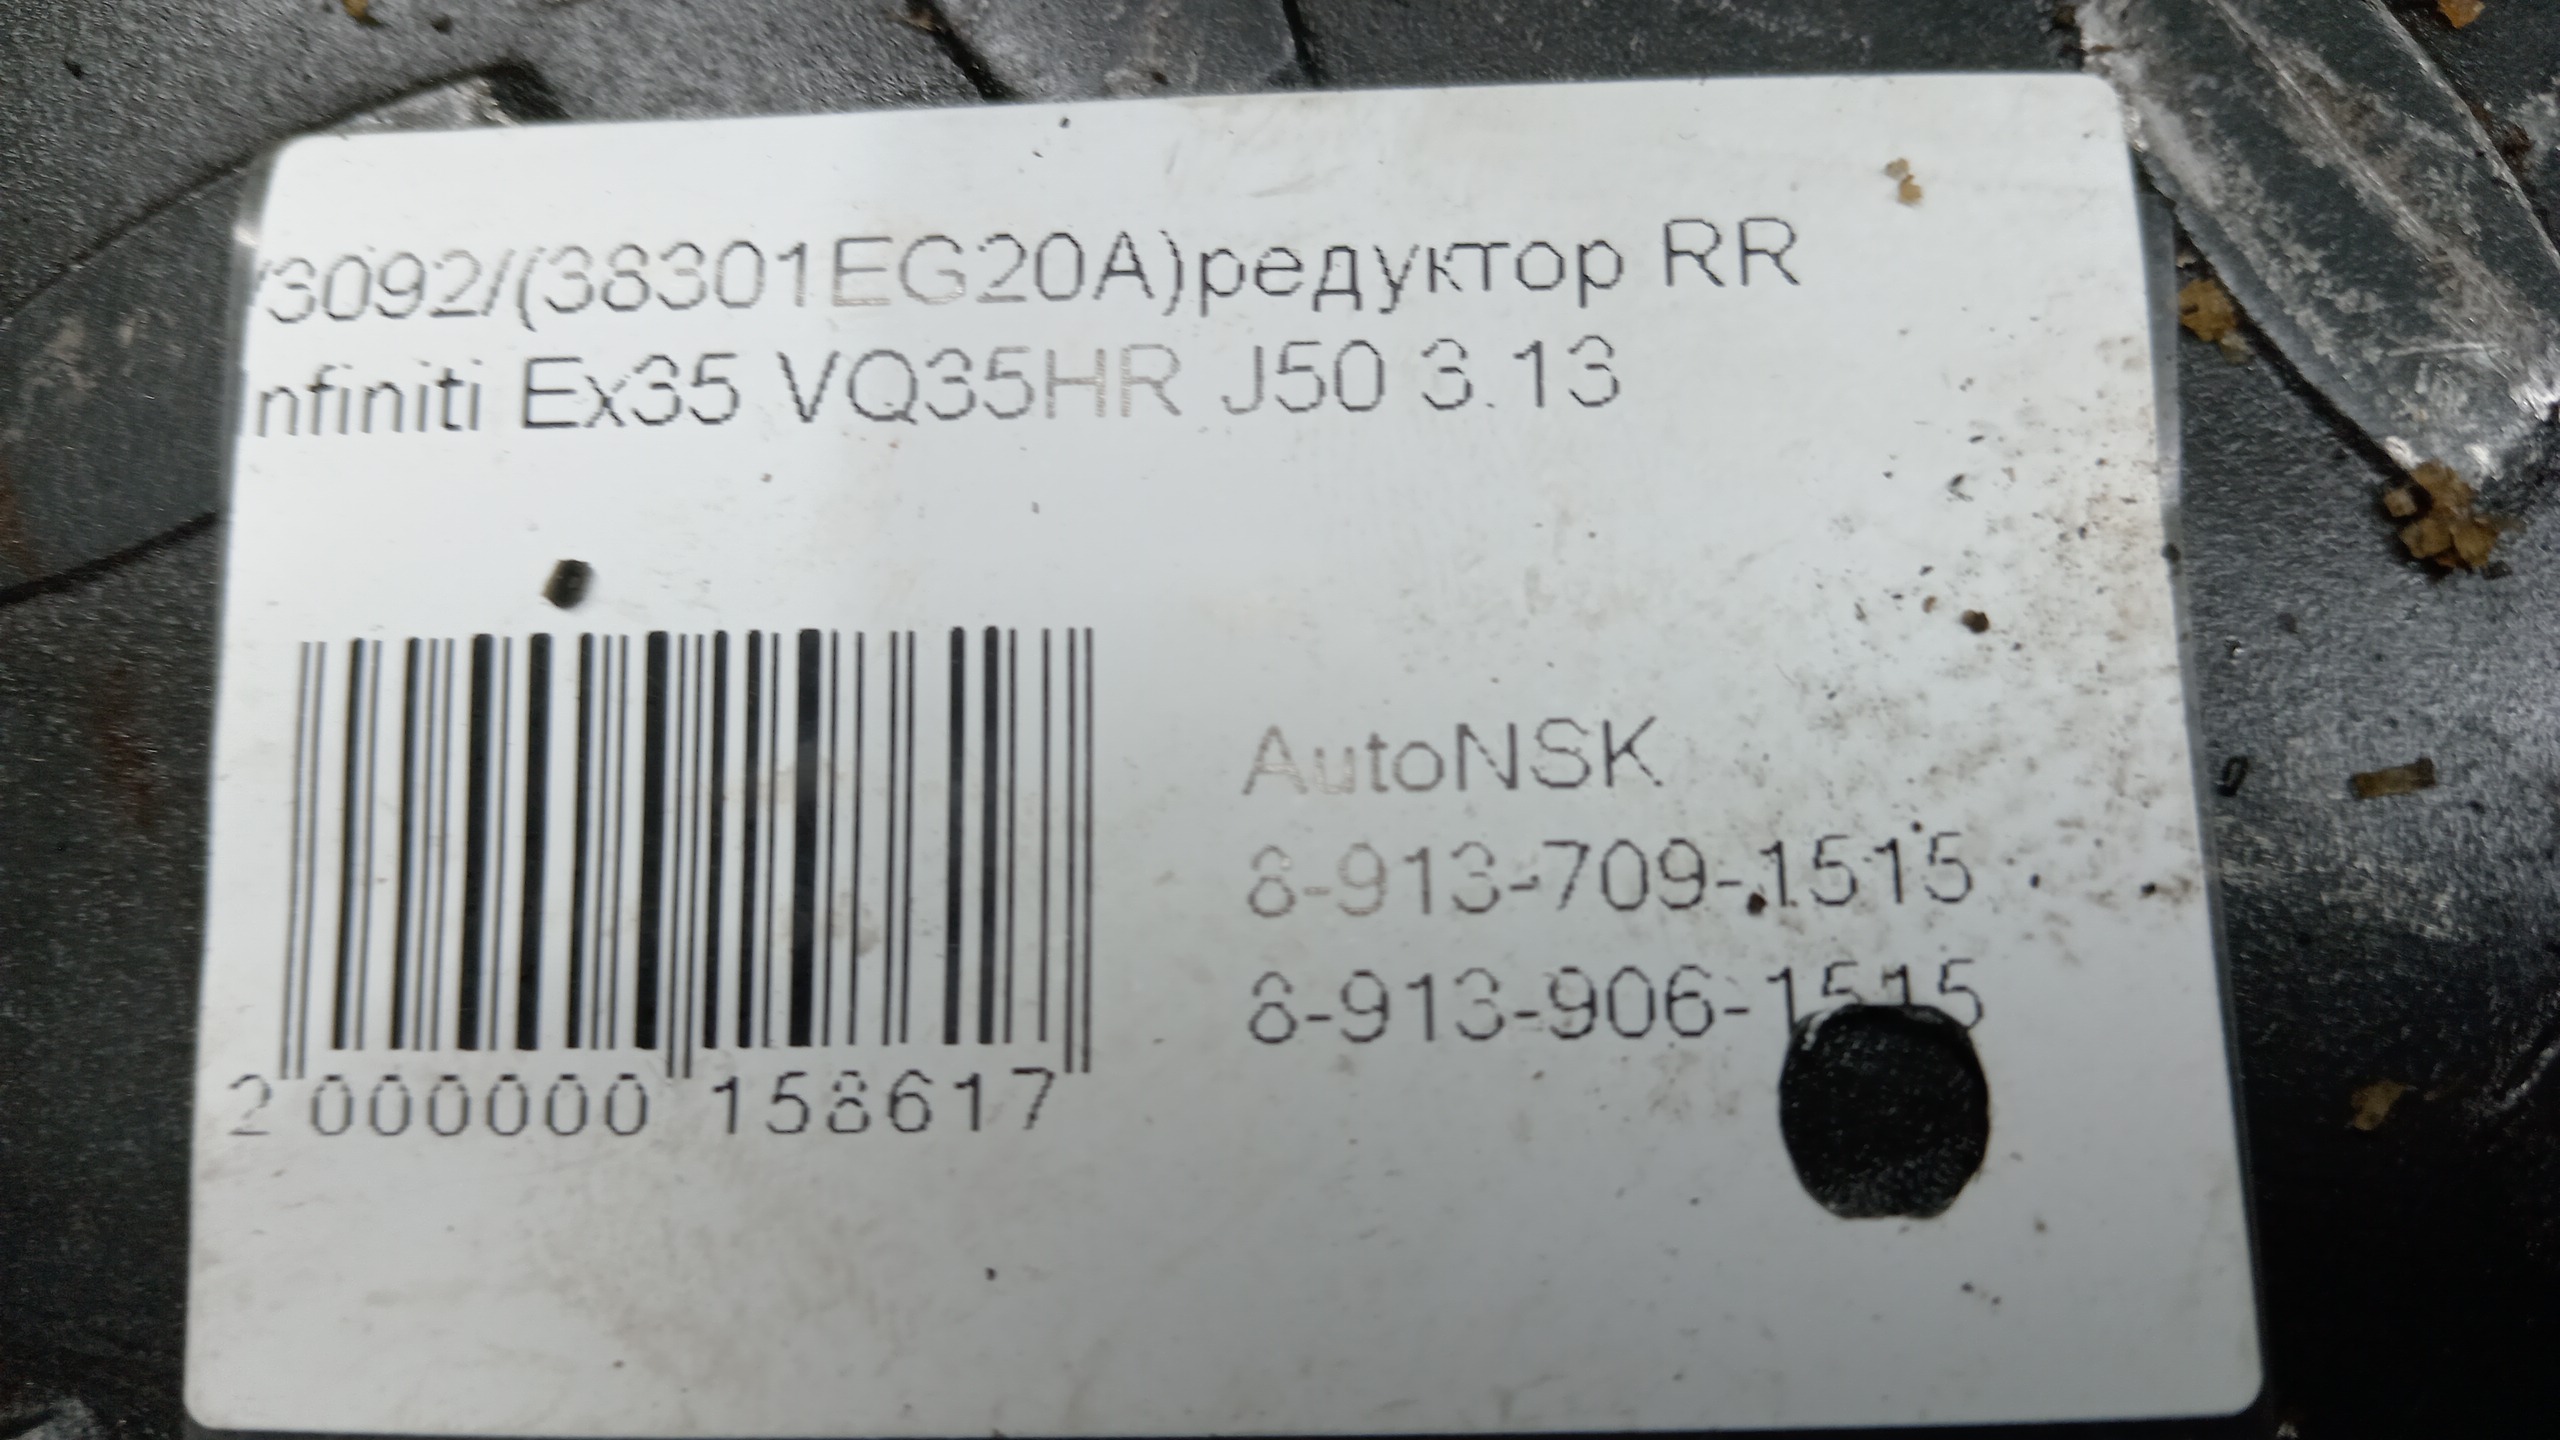 /3092/(38301EG20A)редуктор RR
nfiniti Ex35 VQ35HR J50 3.13
AutoNSK
8-913-709-1515
8-913-906-1515
2 000000 158617